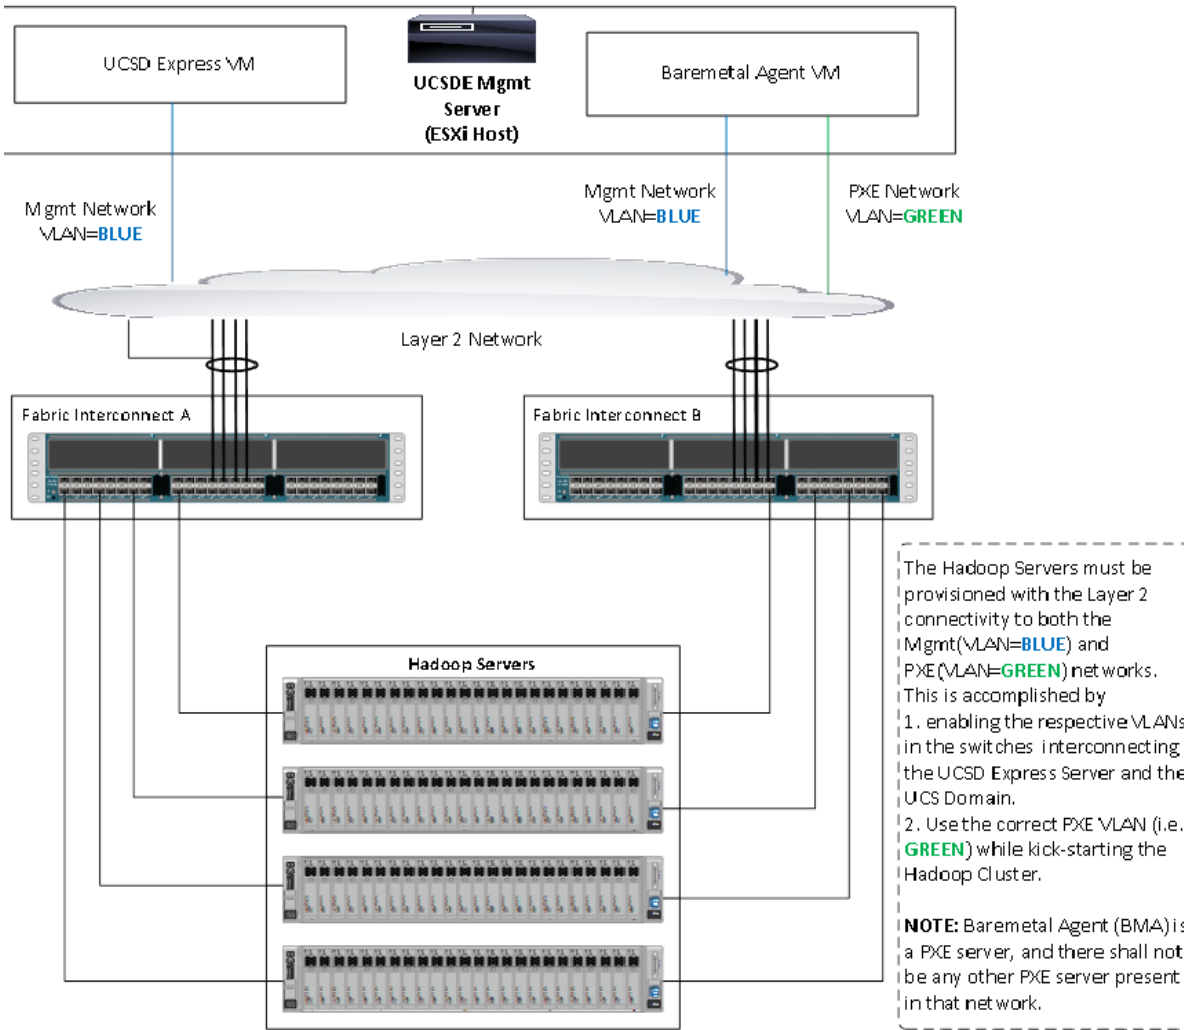 UCSD Express VM
UCSDE Mgmt
Server
(ESXi Host)
Baremetal Agent VM
Mgmt Network
VLAN=BLUE
Mgmt Network
VLAN=BLUE
PXE Network
VLAN=GREEN
Layer 2 Network
Fabric Interconnect A
Fabric Interconnect B
Hadoop Servers
The Hadoop Servers must be
provisioned with the Layer 2
connectivity to both the
Mgmt(VLAN=BLUE) and
PXE(VLAN=GREEN) networks.
This is accomplished by
1. enabling the respective VLANs
in the switches interconnecting
the UCSD Express Server and the
UCS Domain.
2. Use the correct PXE VLAN (i.e.
GREEN) while kick-starting the
Hadoop Cluster.
NOTE: Baremetal Agent (BMA) is
a PXE server, and there shall not
be any other PXE server present
in that network.